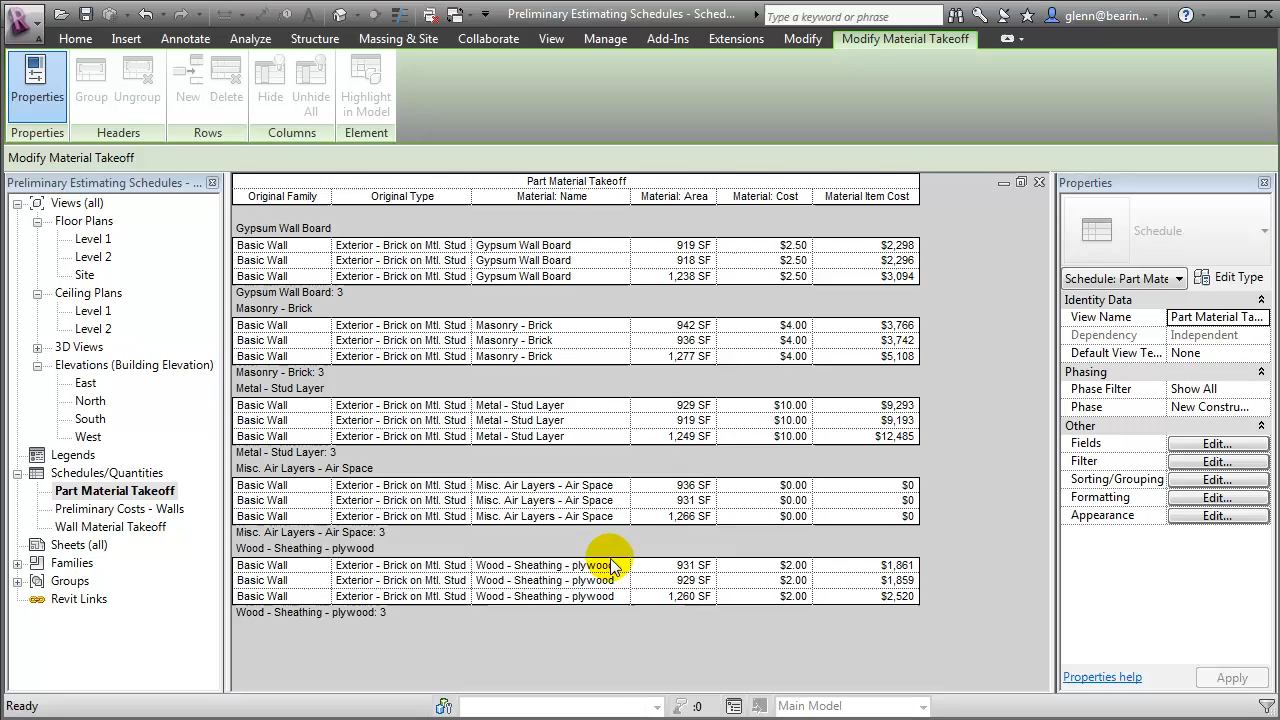 Preliminary Estimating Schedules - Sched...
Type a keyword or phrase
glenn@bearin...
Home Insert Annotate Analyze Structure Massing & Site Collaborate View Manage Add-Ins Extensions Modify Modify Material Takeoff
Properties Group Ungroup New Delete Hide Unhide All Highlight in Model
Properties Headers Rows Columns Element
Modify Material Takeoff
Preliminary Estimating Schedules - ...
Views (all)
Floor Plans
Level 1
Level 2
Site
Ceiling Plans
Level 1
Level 2
3D Views
Elevations (Building Elevation)
East
North
South
West
Legends
Schedules/Quantities
Part Material Takeoff
Preliminary Costs - Walls
Wall Material Takeoff
Sheets (all)
Families
Groups
Revit Links
Part Material Takeoff
Original Family Original Type Material: Name Material: Area Material: Cost Material Item Cost
Gypsum Wall Board
Basic Wall Exterior - Brick on Mtl. Stud Gypsum Wall Board 919 SF $2.50 $2,298
Basic Wall Exterior - Brick on Mtl. Stud Gypsum Wall Board 918 SF $2.50 $2,296
Basic Wall Exterior - Brick on Mtl. Stud Gypsum Wall Board 1,238 SF $2.50 $3,094
Gypsum Wall Board: 3
Masonry - Brick
Basic Wall Exterior - Brick on Mtl. Stud Masonry - Brick 942 SF $4.00 $3,766
Basic Wall Exterior - Brick on Mtl. Stud Masonry - Brick 936 SF $4.00 $3,742
Basic Wall Exterior - Brick on Mtl. Stud Masonry - Brick 1,277 SF $4.00 $5,108
Masonry - Brick: 3
Metal - Stud Layer
Basic Wall Exterior - Brick on Mtl. Stud Metal - Stud Layer 929 SF $10.00 $9,293
Basic Wall Exterior - Brick on Mtl. Stud Metal - Stud Layer 919 SF $10.00 $9,193
Basic Wall Exterior - Brick on Mtl. Stud Metal - Stud Layer 1,249 SF $10.00 $12,485
Metal - Stud Layer: 3
Misc. Air Layers - Air Space
Basic Wall Exterior - Brick on Mtl. Stud Misc. Air Layers - Air Space 936 SF $0.00 $0
Basic Wall Exterior - Brick on Mtl. Stud Misc. Air Layers - Air Space 931 SF $0.00 $0
Basic Wall Exterior - Brick on Mtl. Stud Misc. Air Layers - Air Space 1,266 SF $0.00 $0
Misc. Air Layers - Air Space: 3
Wood - Sheathing - plywood
Basic Wall Exterior - Brick on Mtl. Stud Wood - Sheathing - plywood 931 SF $2.00 $1,861
Basic Wall Exterior - Brick on Mtl. Stud Wood - Sheathing - plywood 929 SF $2.00 $1,859
Basic Wall Exterior - Brick on Mtl. Stud Wood - Sheathing - plywood 1,260 SF $2.00 $2,520
Wood - Sheathing - plywood: 3
Properties
Schedule
Schedule: Part Mate
Edit Type
Identity Data
View Name Part Material Ta...
Dependency Independent
Default View Te... None
Phasing
Phase Filter Show All
Phase New Constru...
Other
Fields Edit...
Filter Edit...
Sorting/Grouping Edit...
Formatting Edit...
Appearance Edit...
Properties help
Apply
Ready
:0
Main Model